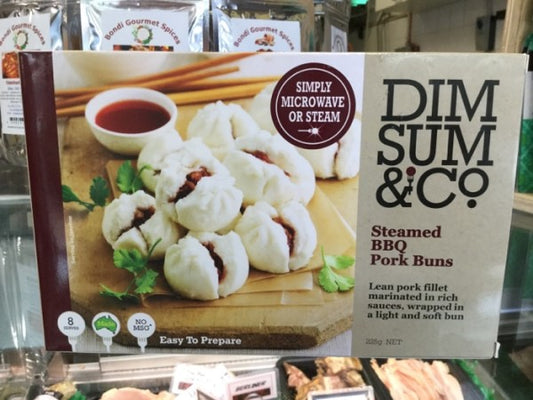 Bondi Gourmet Spices
Bondi Gourmet Spices
Bondi Gourmet Spices
SIMPLY
MICROWAVE
OR STEAM
DIM
SUM
&CO
Steamed
BBQ
Pork Buns
Lean pork fillet
marinated in rich
sauces, wrapped in
a light and soft bun
8
SERVES
NO
MSG*
Easy To Prepare
225g NET
BERLINER